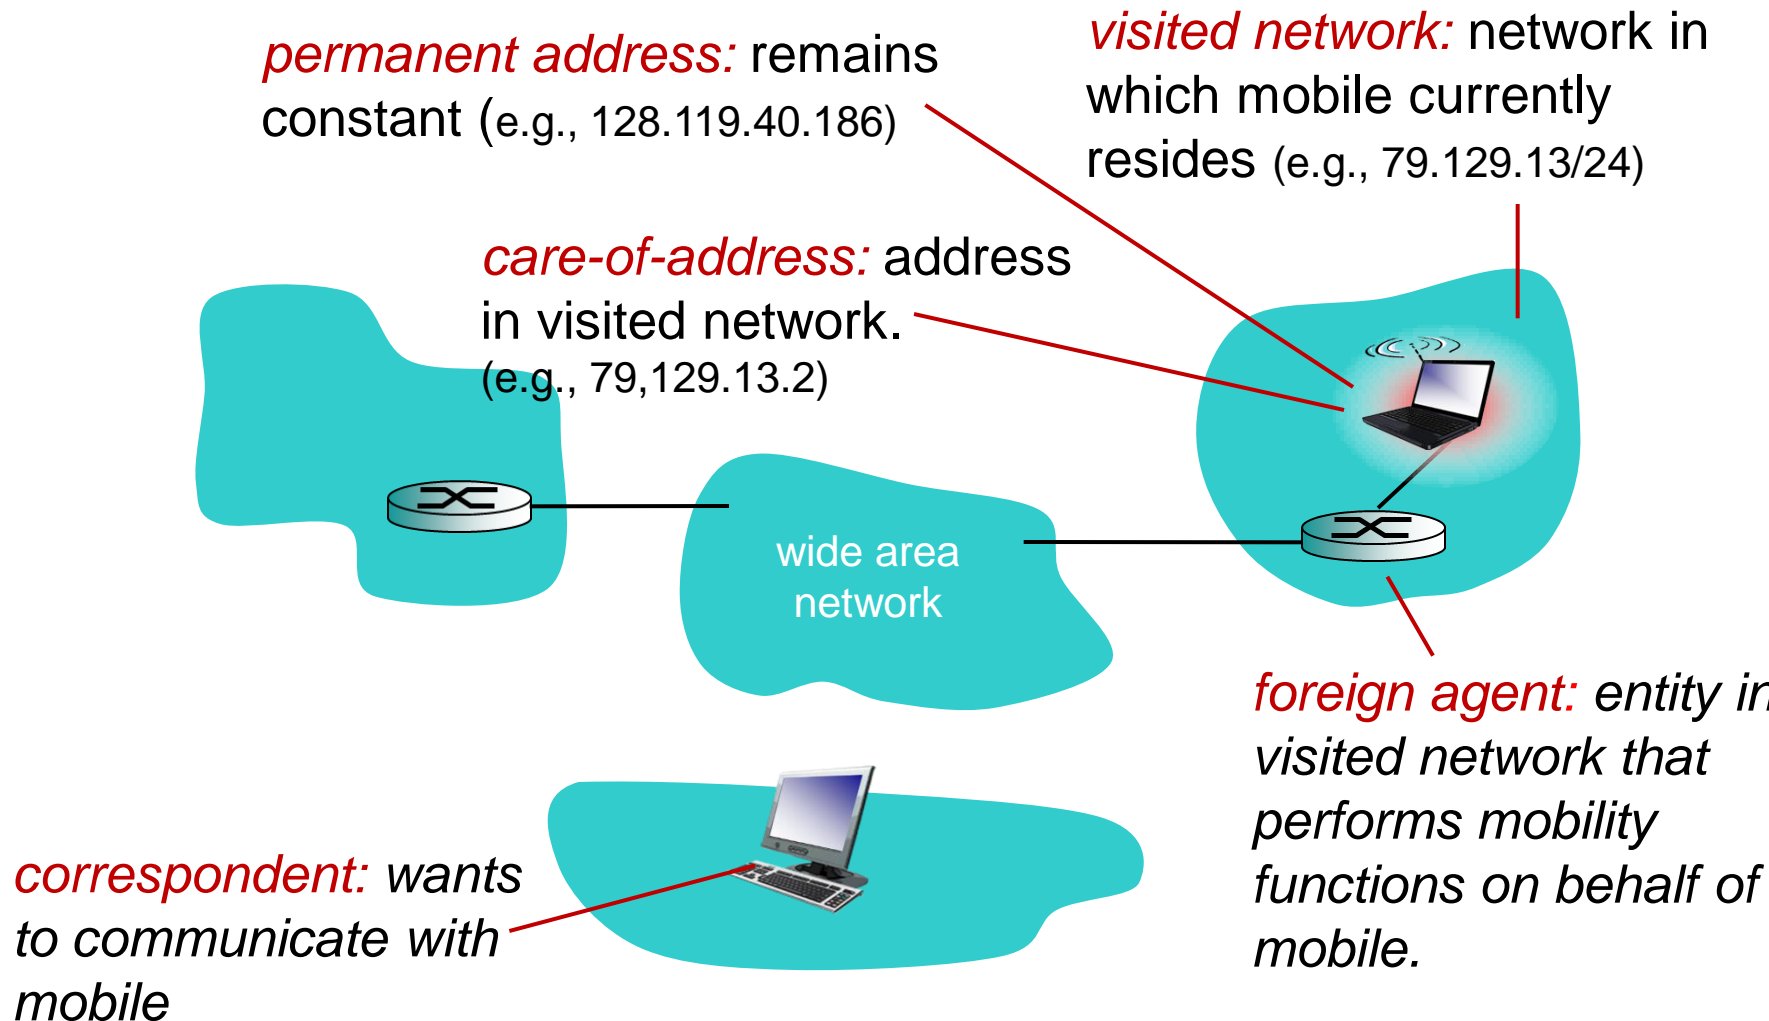 permanent address: remains
constant (e.g., 128.119.40.186)
visited network: network in
which mobile currently
resides (e.g., 79.129.13/24)
care-of-address: address
in visited network.
(e.g., 79,129.13.2)
wide area
network
foreign agent: entity in
visited network that
performs mobility
functions on behalf of
mobile.
correspondent: wants
to communicate with
mobile